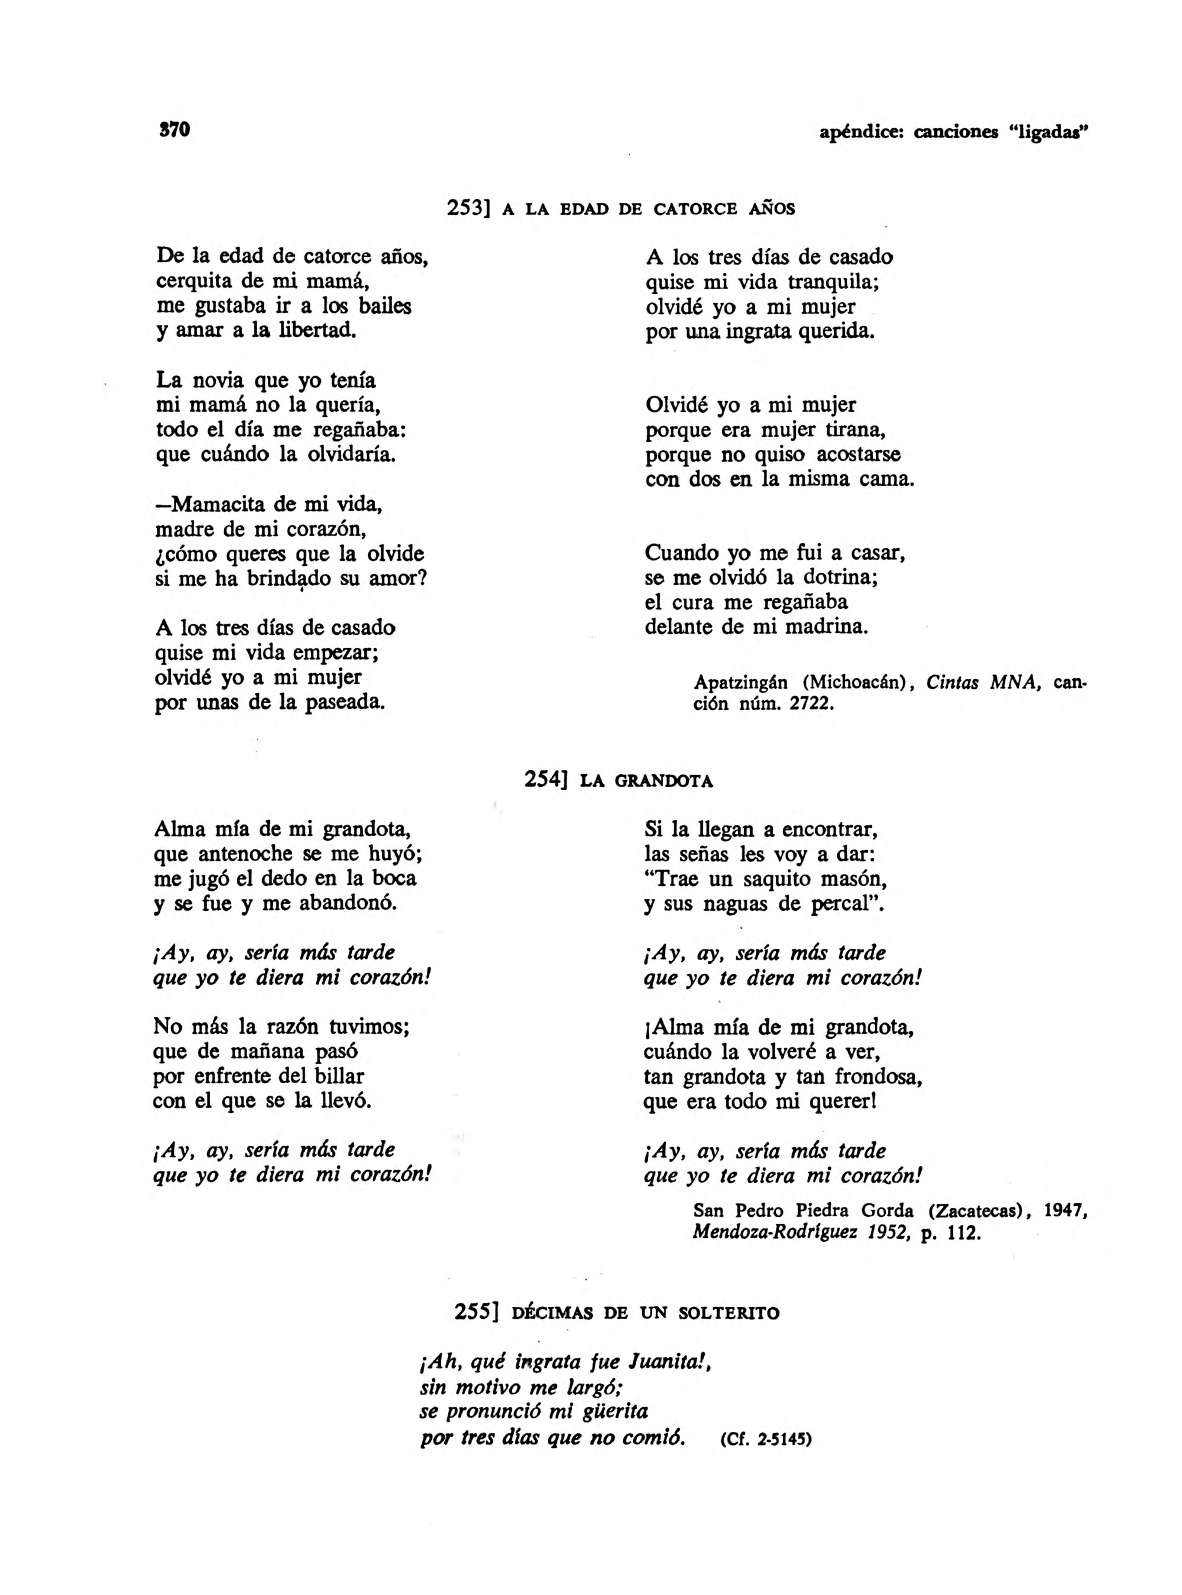 370
apéndice: canciones “ligadas”
253] A LA EDAD DE CATORCE AÑOS
De la edad de catorce años,
cerquita de mi mamá,
me gustaba ir a los bailes
y amar a la libertad.
La novia que yo tenía
mi mamá no la quería,
todo el día me regañaba:
que cuándo la olvidaría.
—Mamacita de mi vida,
madre de mi corazón,
¿cómo queres que la olvide
si me ha brindado su amor?
A los tres días de casado
quise mi vida empezar;
olvidé yo a mi mujer
por unas de la paseada.
A los tres días de casado
quise mi vida tranquila;
olvidé yo a mi mujer
por una ingrata querida.
Olvidé yo a mi mujer
porque era mujer tirana,
porque no quiso acostarse
con dos en la misma cama.
Cuando yo me fui a casar,
se me olvidó la dotrina;
el cura me regañaba
delante de mi madrina.
Apatzingán (Michoacán), Cintas MNA, can-
ción núm. 2722.
254] LA GRANDOTA
Alma mía de mi grandota,
que antenoche se me huyó;
me jugó el dedo en la boca
y se fue y me abandonó.
¡Ay, ay, sería más tarde
que yo te diera mi corazón!
No más la razón tuvimos;
que de mañana pasó
por enfrente del billar
con el que se la llevó.
¡Ay, ay, sería más tarde
que yo te diera mi corazón!
Si la llegan a encontrar,
las señas les voy a dar:
“Trae un saquito masón,
y sus naguas de percal”.
¡Ay, ay, sería más tarde
que yo te diera mi corazón!
¡Alma mía de mi grandota,
cuándo la volveré a ver,
tan grandota y tan frondosa,
que era todo mi querer!
¡Ay, ay, sería más tarde
que yo te diera mi corazón!
San Pedro Piedra Gorda (Zacatecas), 1947,
Mendoza-Rodríguez 1952, p. 112.
255] DÉCIMAS DE UN SOLTERITO
¡Ah, qué ingrata fue Juanita!,
sin motivo me largó;
se pronunció mi güerita
por tres días que no comió. (Cf. 2-5145)